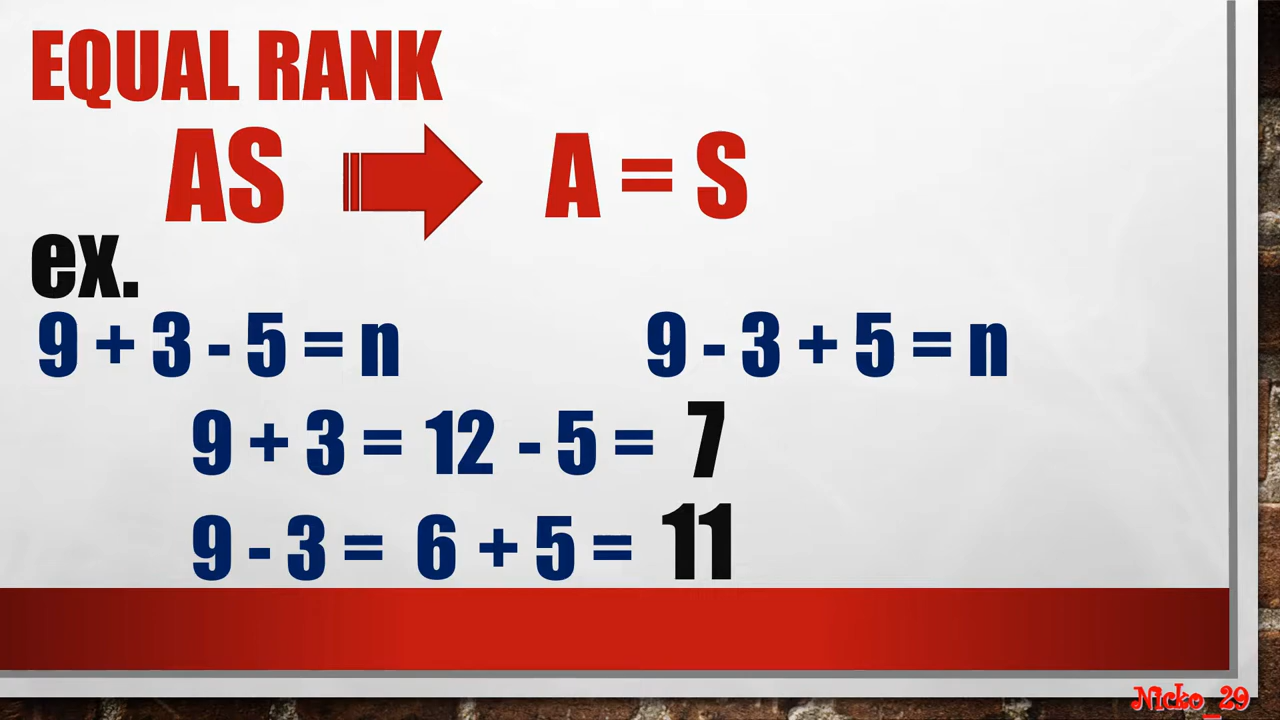 EQUAL RANK
AS A = S
ex.
9 + 3 - 5 = n 9 - 3 + 5 = n
9 + 3 = 12 - 5 = 7
9 - 3 = 6 + 5 = 11
Nicko_29